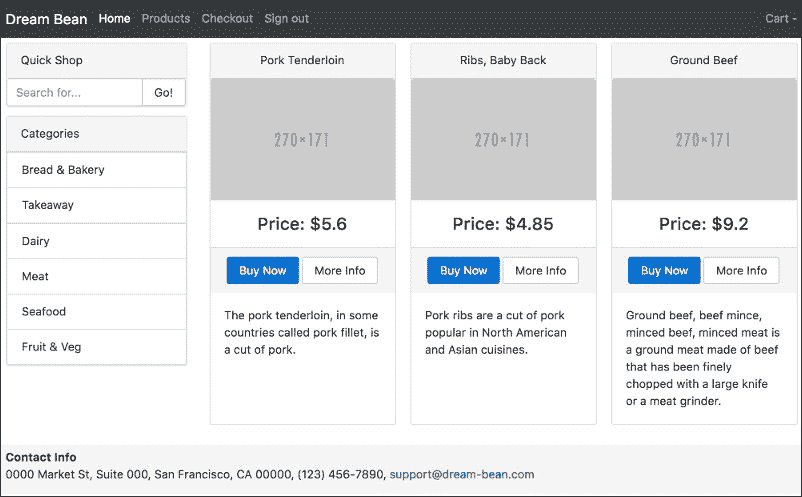 Dream Bean Home Products Checkout Sign out Cart
Quick Shop
Search for... Go!
Categories
Bread & Bakery
Takeaway
Dairy
Meat
Seafood
Fruit & Veg
Pork Tenderloin
270×171
Price: $5.6
Buy Now More Info
The pork tenderloin, in some
countries called pork fillet, is
a cut of pork.
Ribs, Baby Back
270×171
Price: $4.85
Buy Now More Info
Pork ribs are a cut of pork
popular in North American
and Asian cuisines.
Ground Beef
270×171
Price: $9.2
Buy Now More Info
Ground beef, beef mince,
minced beef, minced meat is
a ground meat made of beef
that has been finely
chopped with a large knife
or a meat grinder.
Contact Info
0000 Market St, Suite 000, San Francisco, CA 00000, (123) 456-7890, support@dream-bean.com